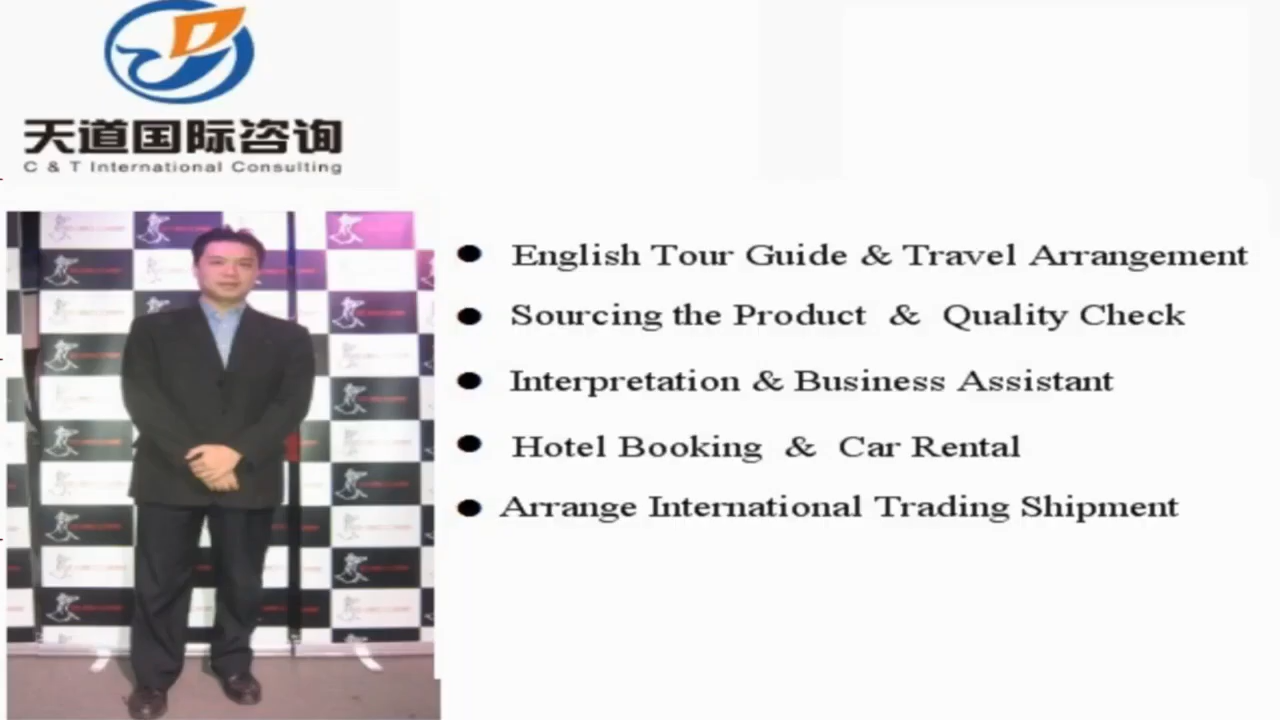 天道国际咨询
C & T International Consulting
English Tour Guide & Travel Arrangement
Sourcing the Product & Quality Check
Interpretation & Business Assistant
Hotel Booking & Car Rental
Arrange International Trading Shipment